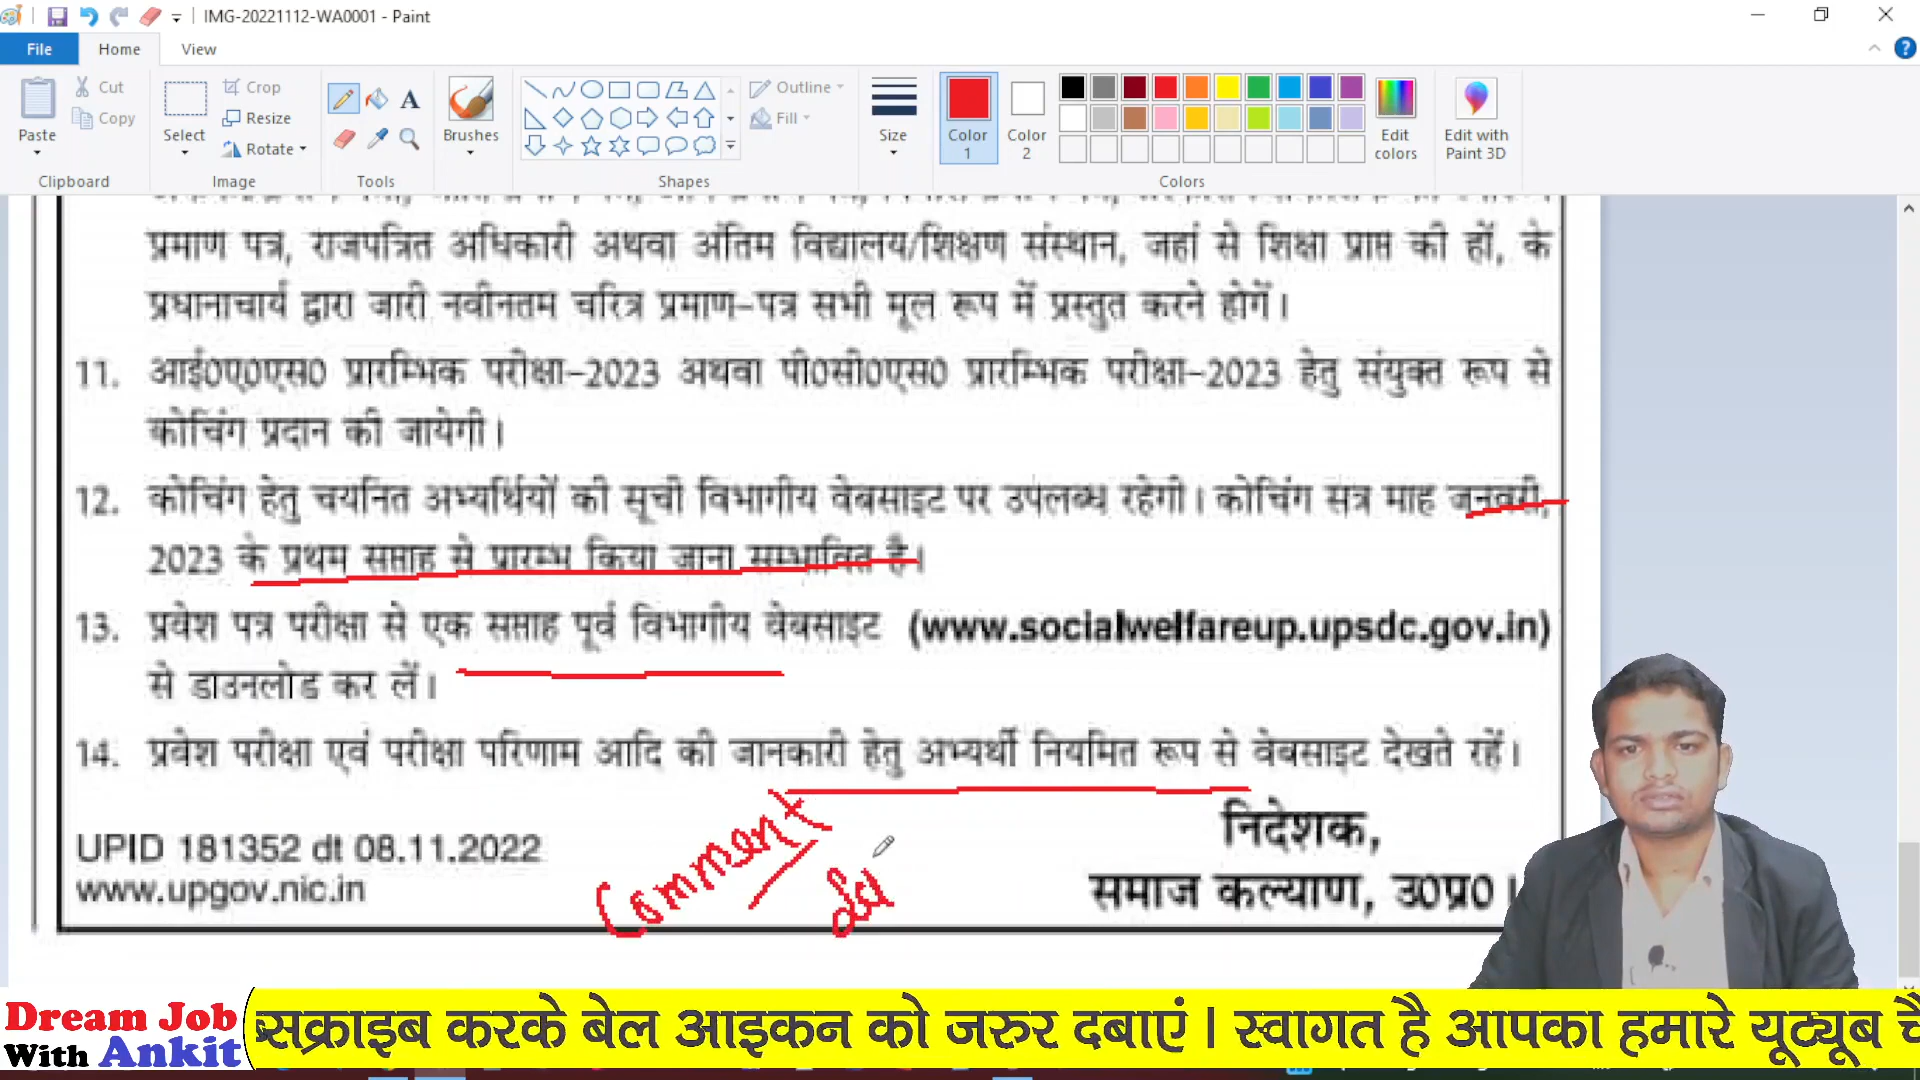 IMG-20221112-WA0001 - Paint
File Home View
Paste Cut Copy Clipboard
Select Crop Resize Rotate Image
Tools
Brushes
Outline Fill Shapes
Size
Color 1 Color 2 Edit colors Colors
Edit with Paint 3D
प्रमाण पत्र, राजपत्रित अधिकारी अथवा अंतिम विद्यालय/शिक्षण संस्थान, जहां से शिक्षा प्राप्त की हों, के
प्रधानाचार्य द्वारा जारी नवीनतम चरित्र प्रमाण-पत्र सभी मूल रूप में प्रस्तुत करने होगें।
11. आई0ए0एस0 प्रारम्भिक परीक्षा-2023 अथवा पी0सी0एस0 प्रारम्भिक परीक्षा-2023 हेतु संयुक्त रूप से
कोचिंग प्रदान की जायेगी।
12. कोचिंग हेतु चयनित अभ्यर्थियों की सूची विभागीय वेबसाइट पर उपलब्ध रहेगी। कोचिंग सत्र माह जनवरी,
2023 के प्रथम सप्ताह से प्रारम्भ किया जाना सम्भावित है।
13. प्रवेश पत्र परीक्षा से एक सप्ताह पूर्व विभागीय वेबसाइट (www.socialwelfareup.upsdc.gov.in)
से डाउनलोड कर लें।
14. प्रवेश परीक्षा एवं परीक्षा परिणाम आदि की जानकारी हेतु अभ्यर्थी नियमित रूप से वेबसाइट देखते रहें।
Comment
निदेशक,
UPID 181352 dt 08.11.2022
www.upgov.nic.in
समाज कल्याण, उ0प्र0।
Dream Job
With Ankit
सक्राइब करके बेल आइकन को जरुर दबाएं । स्वागत है आपका हमारे यूट्यूब